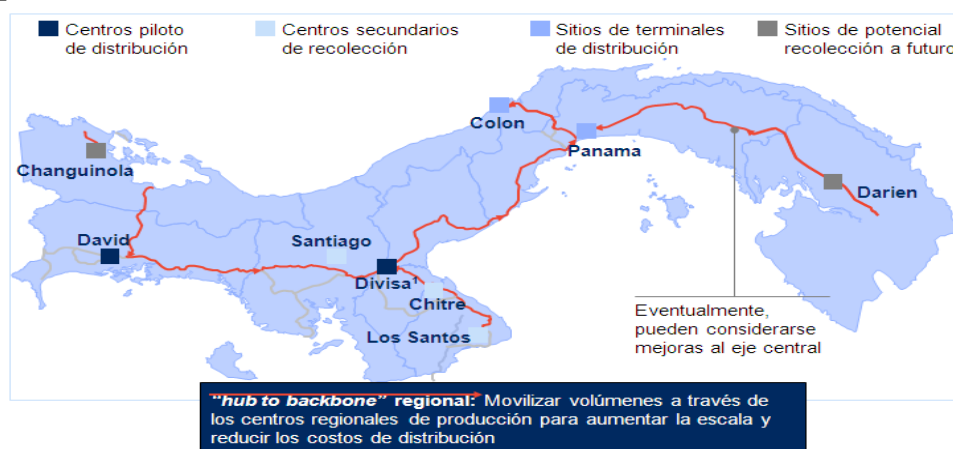 Centros piloto
de distribución
Centros secundarios
de recolección
Sitios de terminales
de distribución
Sitios de potencial
recolección a futuro
Colon
Panama
Changuinola
Darien
David
Santiago
Divisa¹
Chitre
Los Santos
Eventualmente,
pueden considerarse
mejoras al eje central
"hub to backbone" regional: Movilizar volúmenes a través de
los centros regionales de producción para aumentar la escala y
reducir los costos de distribución